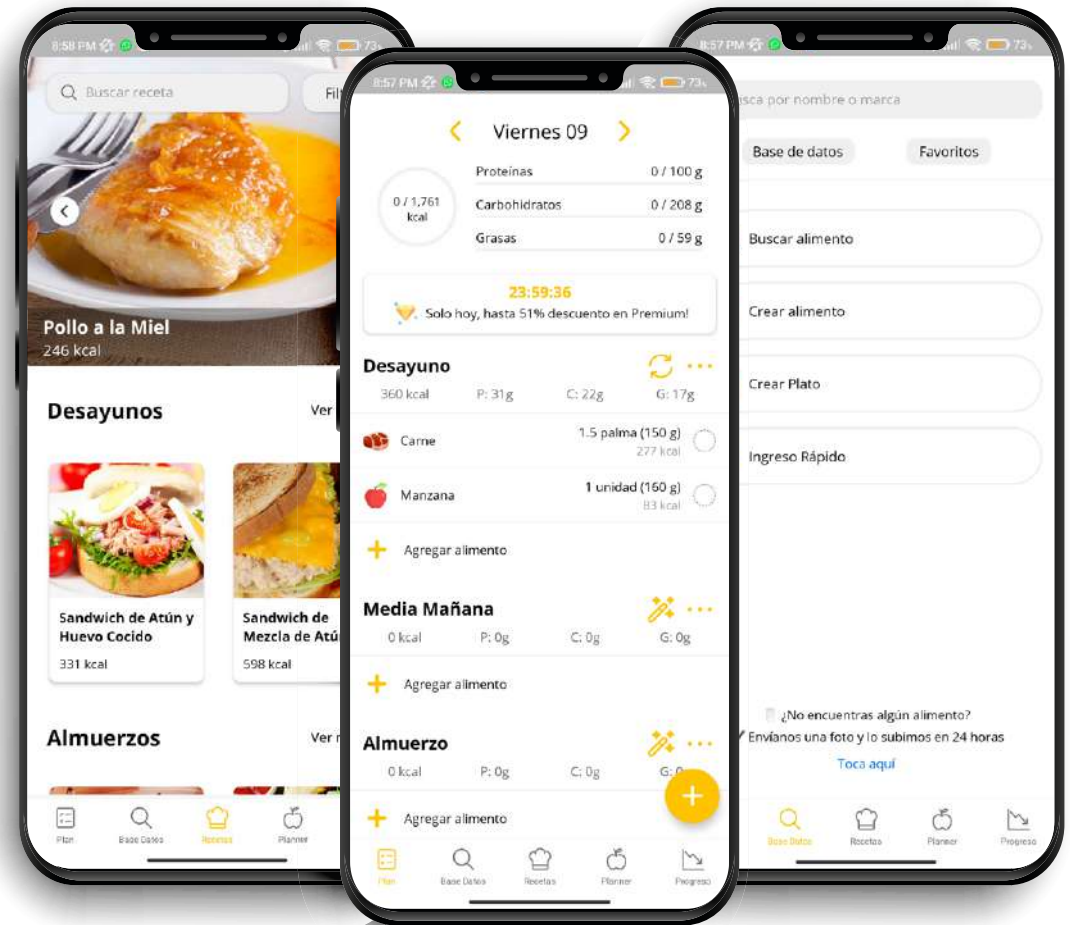 8:58 PM
73
Buscar receta
Pollo a la Miel
246 kcal
Desayunos
Ver
Sandwich de Atún y
Huevo Cocido
331 kcal
Sandwich de
Mezcla de
598 kcal
Almuerzos
Ver
Plan
Base Datos
Recetas
Planner
8:57 PM
73
Viernes 09
0 / 1,761
kcal
Proteínas 0 / 100 g
Carbohidratos 0 / 208 g
Grasas 0 / 59 g
23:59:36
Solo hoy, hasta 51% descuento en Premium!
Desayuno
360 kcal P: 31g C: 22g G: 17g
Carne 1.5 palma (150 g)
277 kcal
Manzana 1 unidad (160 g)
83 kcal
Agregar alimento
Media Mañana
0 kcal P: 0g C: 0g G: 0g
Agregar alimento
Almuerzo
0 kcal P: 0g C: 0g G:
Agregar alimento
Plan
Base Datos
Recetas
Planner
Progreso
8:57 PM
73
por nombre o marca
Base de datos
Favoritos
Buscar alimento
Crear alimento
Crear Plato
Ingreso Rápido
¿No encuentras algún alimento?
Envíanos una foto y lo subimos en 24 horas
Toca aquí
Base Datos
Recetas
Planner
Progreso